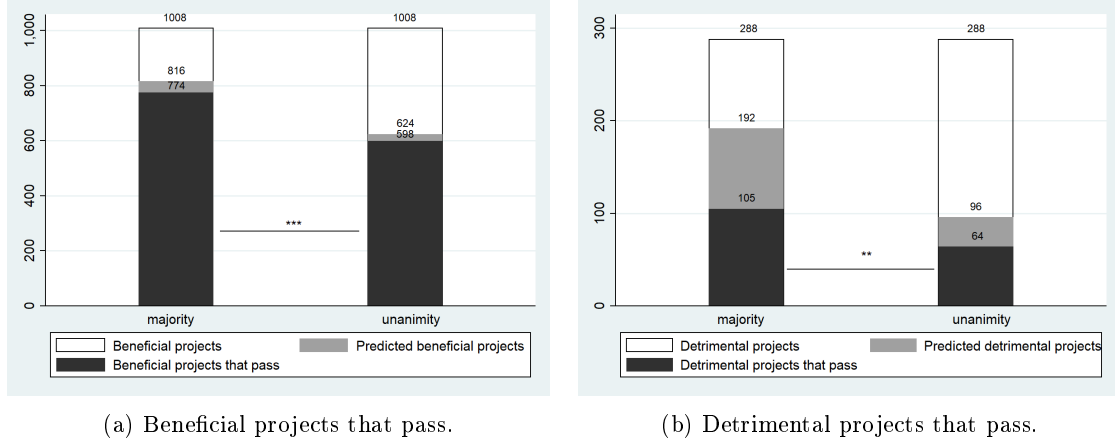 1008 1008
1,000
816
774
800
624
598
600
400
***
200
0
majority unanimity
Beneficial projects Predicted beneficial projects
Beneficial projects that pass
(a) Beneficial projects that pass.
300
288 288
200
192
105
100
96
64
**
0
majority unanimity
Detrimental projects Predicted detrimental projects
Detrimental projects that pass
(b) Detrimental projects that pass.